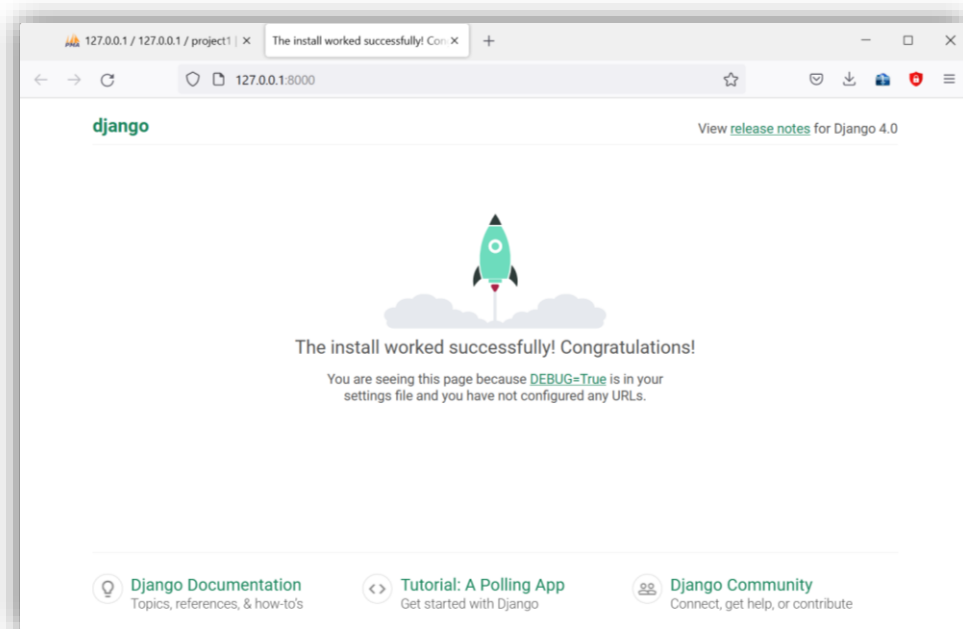 127.0.0.1 / 127.0.0.1 / project1 |
The install worked successfully! Con
127.0.0.1:8000
django
View release notes for Django 4.0
The install worked successfully! Congratulations!
You are seeing this page because DEBUG=True is in your
settings file and you have not configured any URLs.
Django Documentation
Topics, references, & how-to's
Tutorial: A Polling App
Get started with Django
Django Community
Connect, get help, or contribute